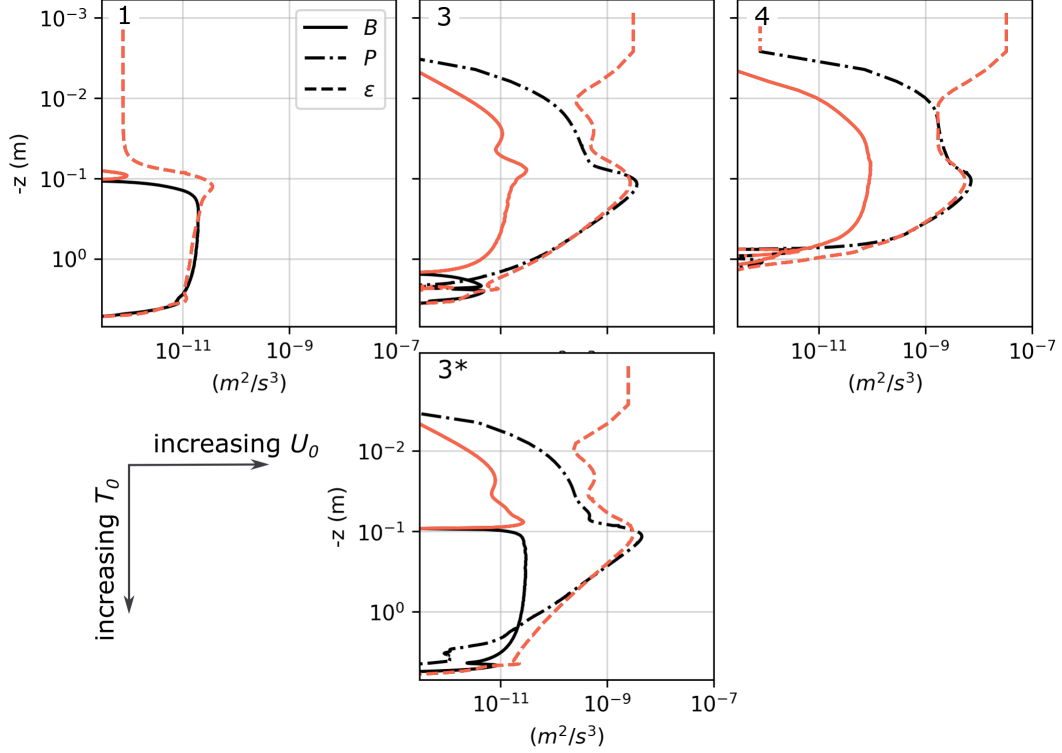 1
B
P
ε
3
4
10⁻³
10⁻²
10⁻¹
10⁰
-z (m)
10⁻¹¹ 10⁻⁹ 10⁻⁷
(m²/s³)
10⁻¹¹ 10⁻⁹ 10⁻⁷
(m²/s³)
3*
10⁻²
10⁻¹
10⁰
-z (m)
10⁻¹¹ 10⁻⁹ 10⁻⁷
(m²/s³)
increasing U₀
increasing T₀